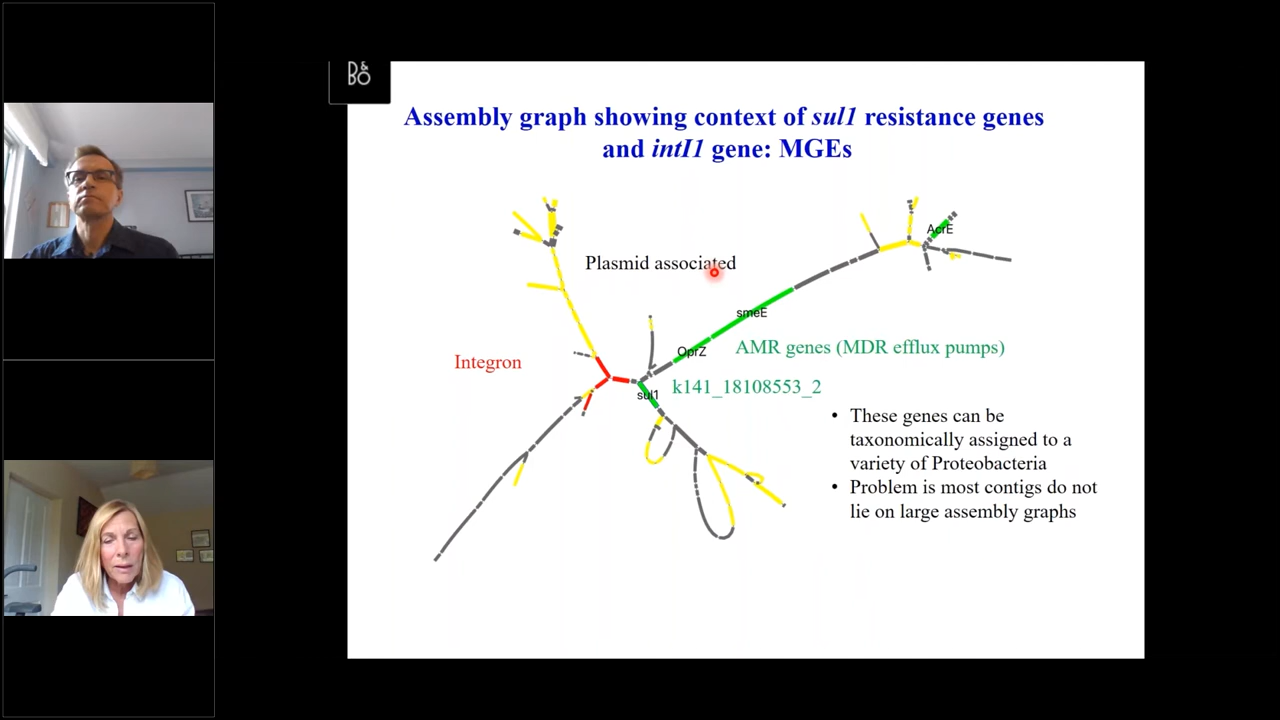 B&
BO
Assembly graph showing context of sul1 resistance genes
and intI1 gene: MGEs
AcrE
Plasmid associated
smeE
OprZ
AMR genes (MDR efflux pumps)
Integron
sul1
k141_18108553_2
• These genes can be
taxonomically assigned to a
variety of Proteobacteria
• Problem is most contigs do not
lie on large assembly graphs